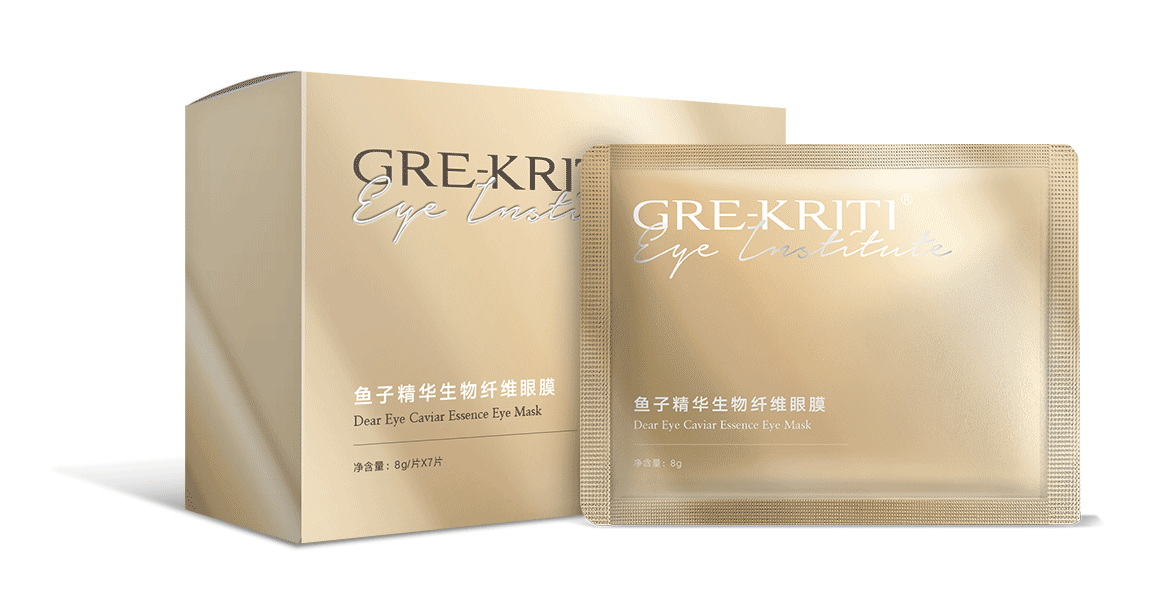 GRE-KRITI
Eye Insti
鱼子精华生物纤维眼膜
Dear Eye Caviar Essence Eye Mask
净含量：8g/片X7片
GRE-KRITI®
Eye Institute
鱼子精华生物纤维眼膜
Dear Eye Caviar Essence Eye Mask
净含量：8g